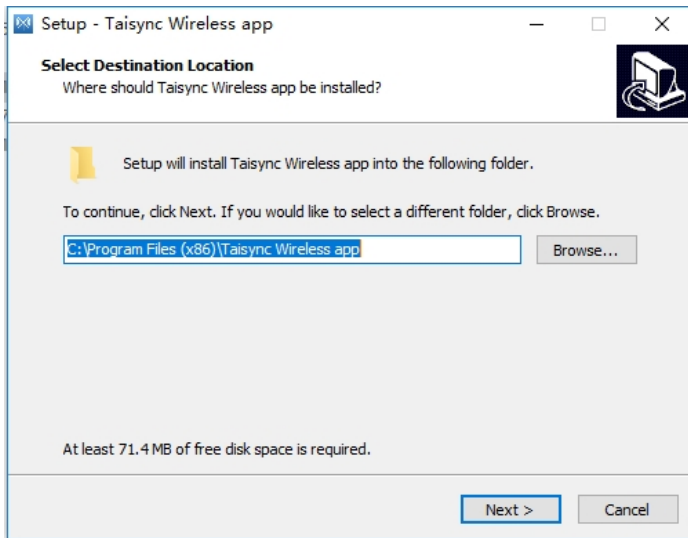 Setup - Taisync Wireless app
Select Destination Location
Where should Taisync Wireless app be installed?
Setup will install Taisync Wireless app into the following folder.
To continue, click Next. If you would like to select a different folder, click Browse.
C:\Program Files (x86)\Taisync Wireless app
Browse...
At least 71.4 MB of free disk space is required.
Next >
Cancel